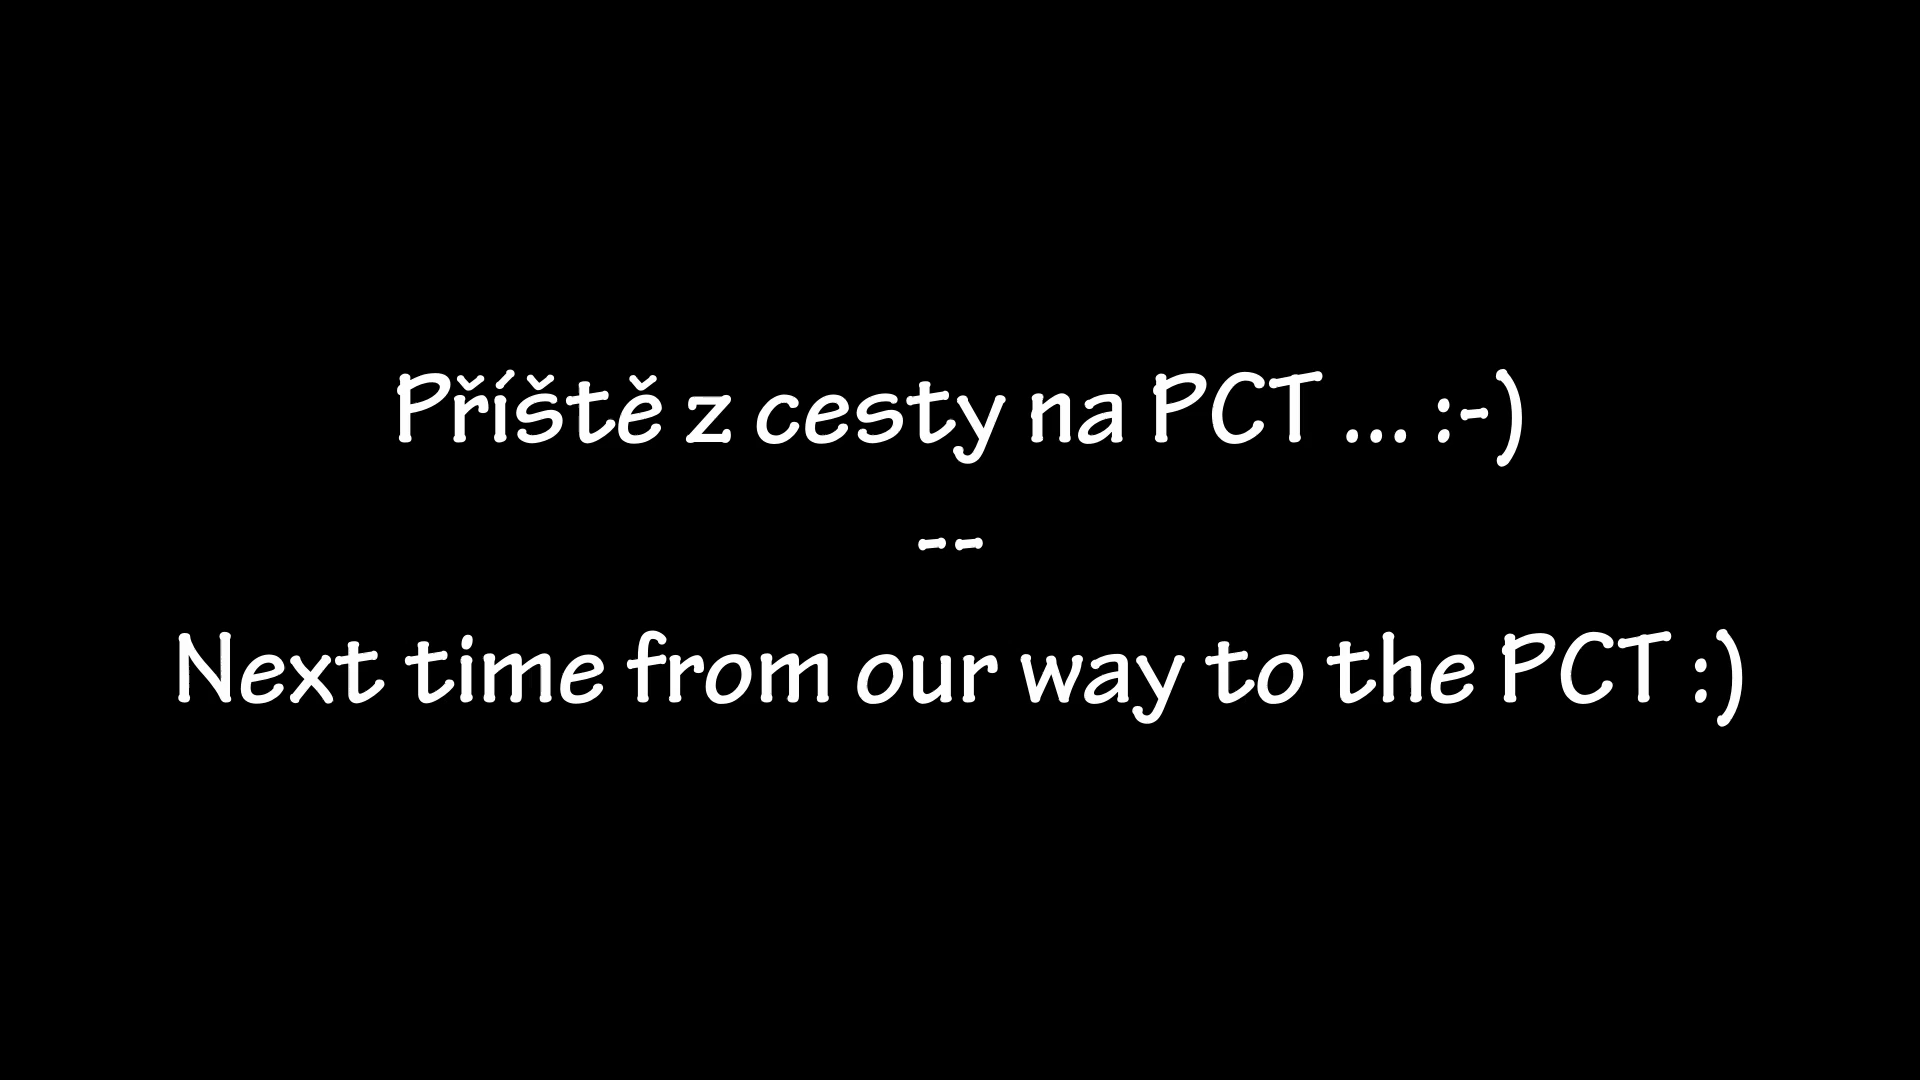 Příště z cesty na PCT ... :-)
--
Next time from our way to the PCT :)